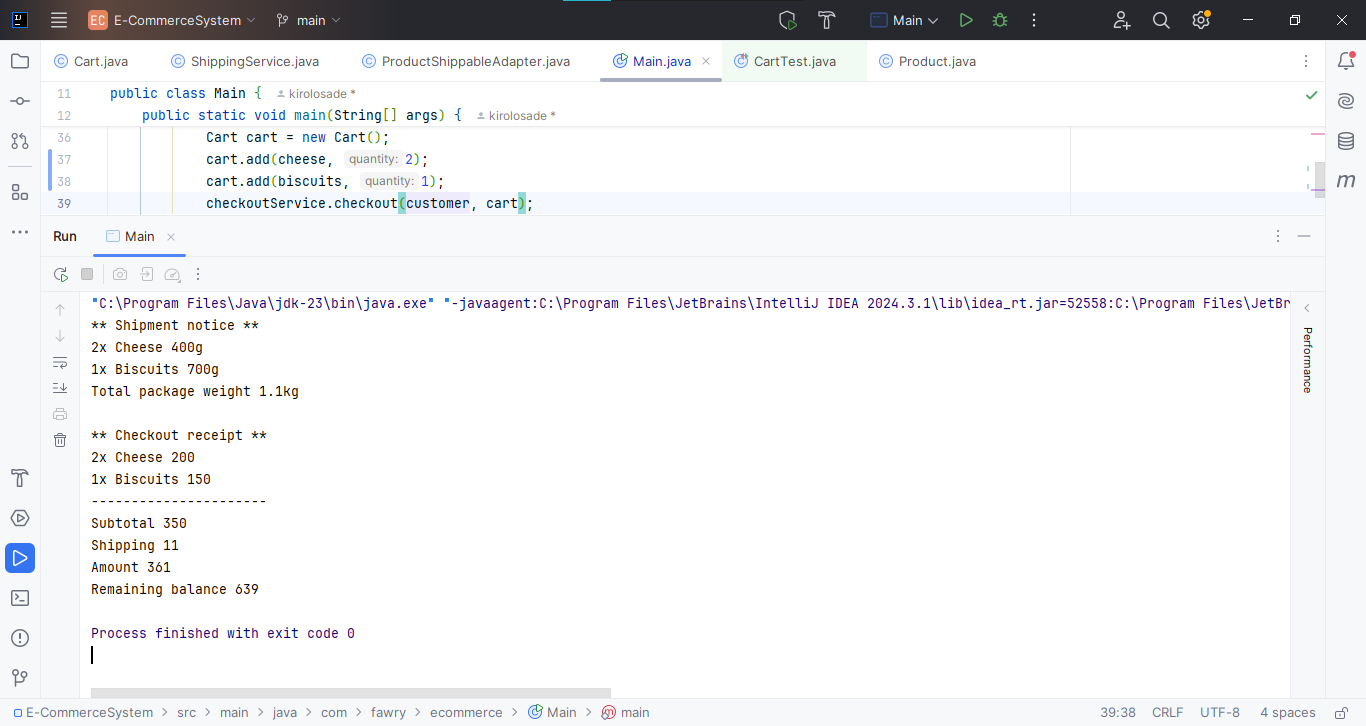 EC E-CommerceSystem main Main
Cart.java ShippingService.java ProductShippableAdapter.java Main.java CartTest.java Product.java
11 public class Main { kirolosade *
12 public static void main(String[] args) { kirolosade *
36 Cart cart = new Cart();
37 cart.add(cheese, quantity: 2);
38 cart.add(biscuits, quantity: 1);
39 checkoutService.checkout(customer, cart);
Run Main
"C:\Program Files\Java\jdk-23\bin\java.exe" "-javaagent:C:\Program Files\JetBrains\IntelliJ IDEA 2024.3.1\lib\idea_rt.jar=52558:C:\Program Files\JetBr
** Shipment notice **
2x Cheese 400g
1x Biscuits 700g
Total package weight 1.1kg
** Checkout receipt **
2x Cheese 200
1x Biscuits 150
----------------------
Subtotal 350
Shipping 11
Amount 361
Remaining balance 639
Process finished with exit code 0
Performance
E-CommerceSystem > src > main > java > com > fawry > ecommerce > Main > main 39:38 CRLF UTF-8 4 spaces